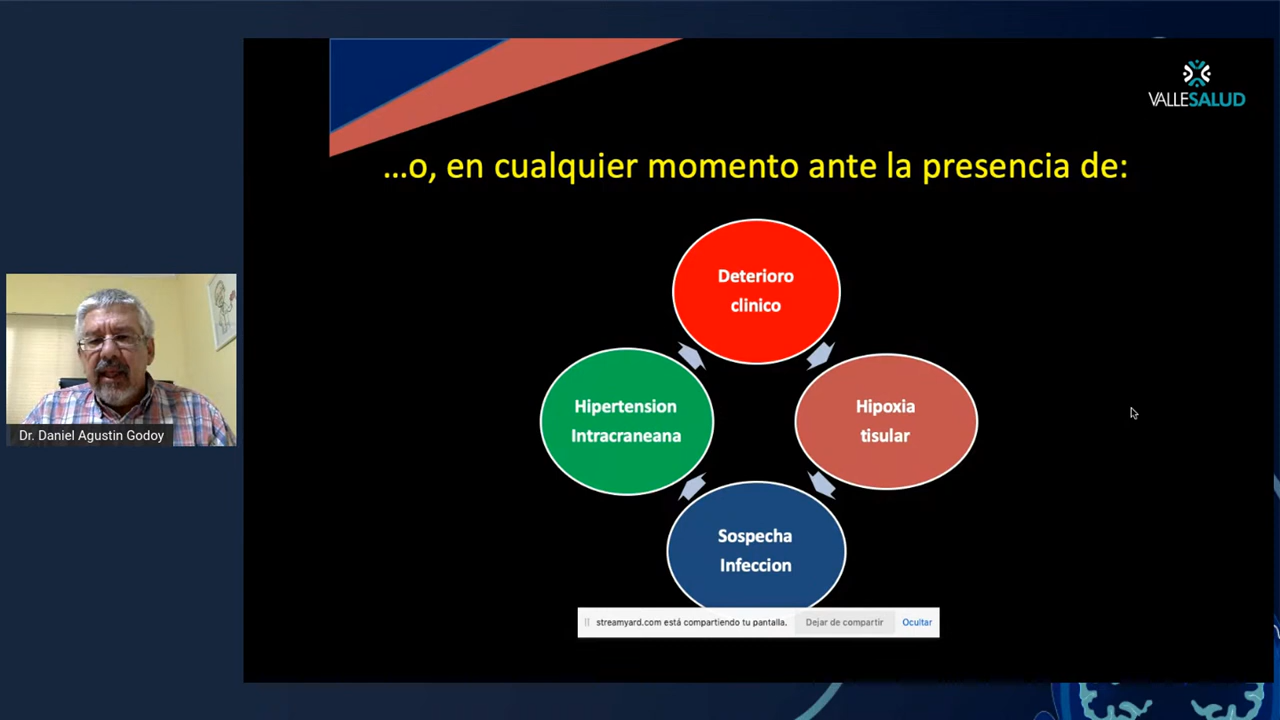 VALLESALUD
...o, en cualquier momento ante la presencia de:
Deterioro
clinico
Hipertension
Intracraneana
Hipoxia
tisular
Dr. Daniel Agustin Godoy
Sospecha
Infeccion
streamyard.com está compartiendo tu pantalla. Dejar de compartir Ocultar